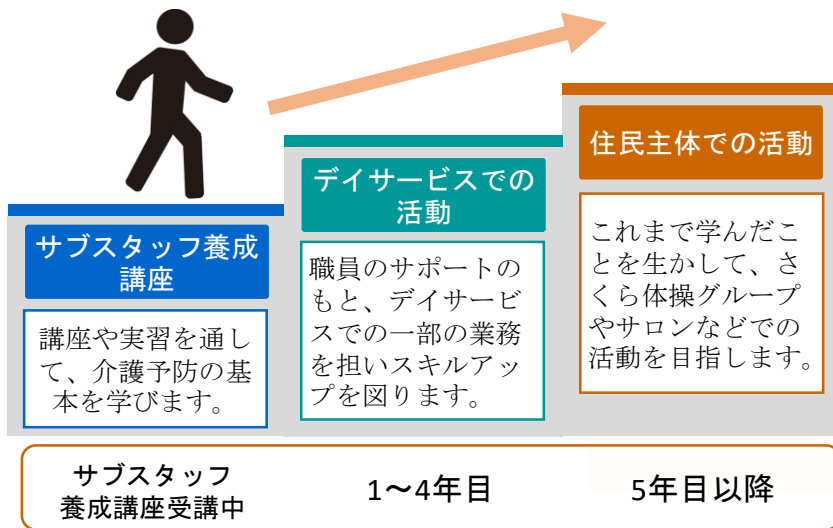 サブスタッフ養成
講座
講座や実習を通し
て、介護予防の基
本を学びます。
デイサービスでの
活動
職員のサポートの
もと、デイサービ
スでの一部の業務
を担いスキルアッ
プを図ります。
住民主体での活動
これまで学んだこ
とを生かして、さ
くら体操グループ
やサロンなどでの
活動を目指します。
サブスタッフ
養成講座受講中
1～4年目
5年目以降